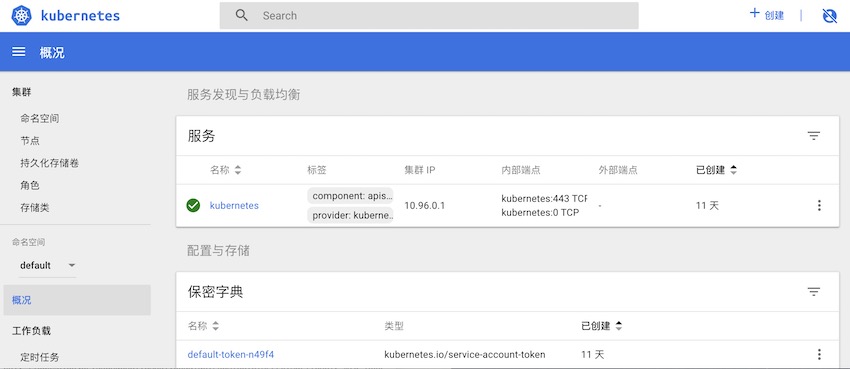 kubernetes
Search
+ 创建
概况
集群
命名空间
节点
持久化存储卷
角色
存储类
命名空间
default
概况
工作负载
定时任务
服务发现与负载均衡
服务
名称 标签 集群 IP 内部端点 外部端点 已创建
kubernetes
component: apis...
provider: kuberne...
10.96.0.1
kubernetes:443 TCP
kubernetes:0 TCP
-
11 天
配置与存储
保密字典
名称 类型 已创建
default-token-n49f4 kubernetes.io/service-account-token 11 天